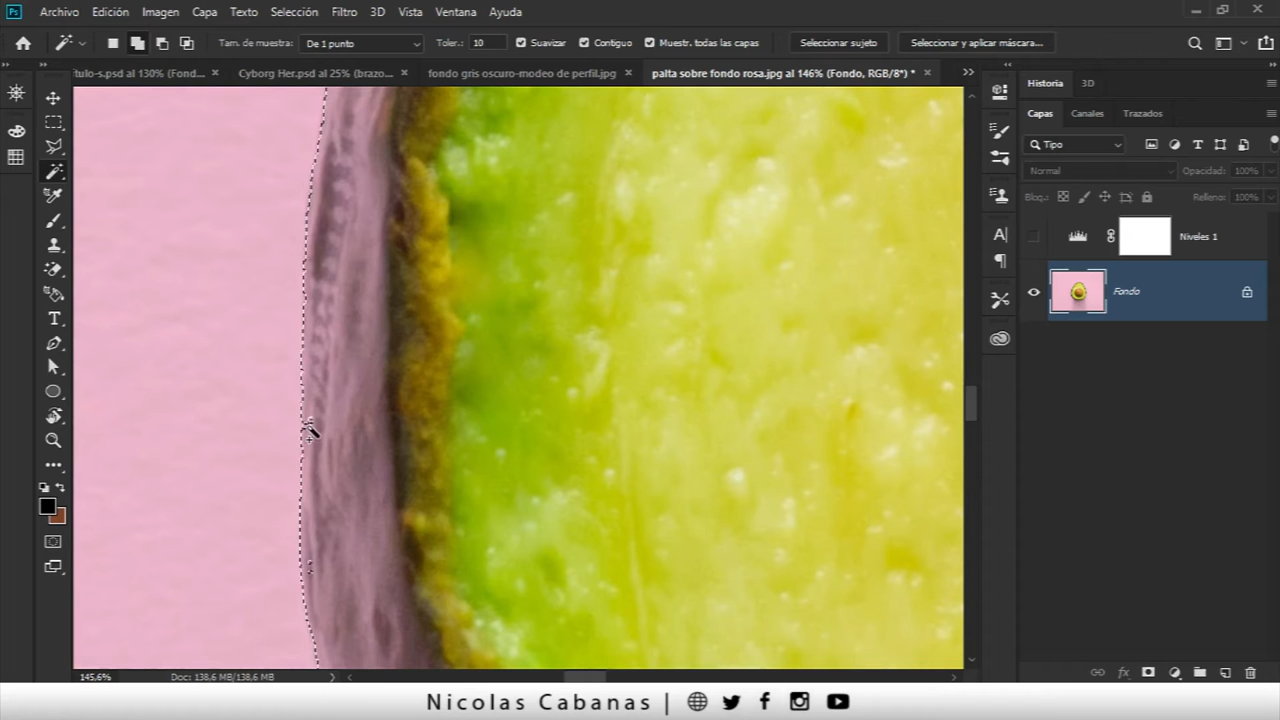 Ps Archivo Edición Imagen Capa Texto Selección Filtro 3D Vista Ventana Ayuda
Tam. de muestra: De 1 punto Toler.: 10 Suavizar Contiguo Muestr. todas las capas Seleccionar sujeto Seleccionar y aplicar máscara...
tulo-s.psd al 130% (Fond... × Cyborg Her.psd al 25% (brazo... × fondo gris oscuro-modeo de perfil.jpg × palta sobre fondo rosa.jpg al 146% (Fondo, RGB/8*) * ×
Historia 3D
Capas Canales Trazados
Tipo
Normal Opacidad: 100%
Bloq.: Relleno: 100%
Niveles 1
Fondo
145.6% Doc: 138,6 MB/138,6 MB
Nicolas Cabanas |